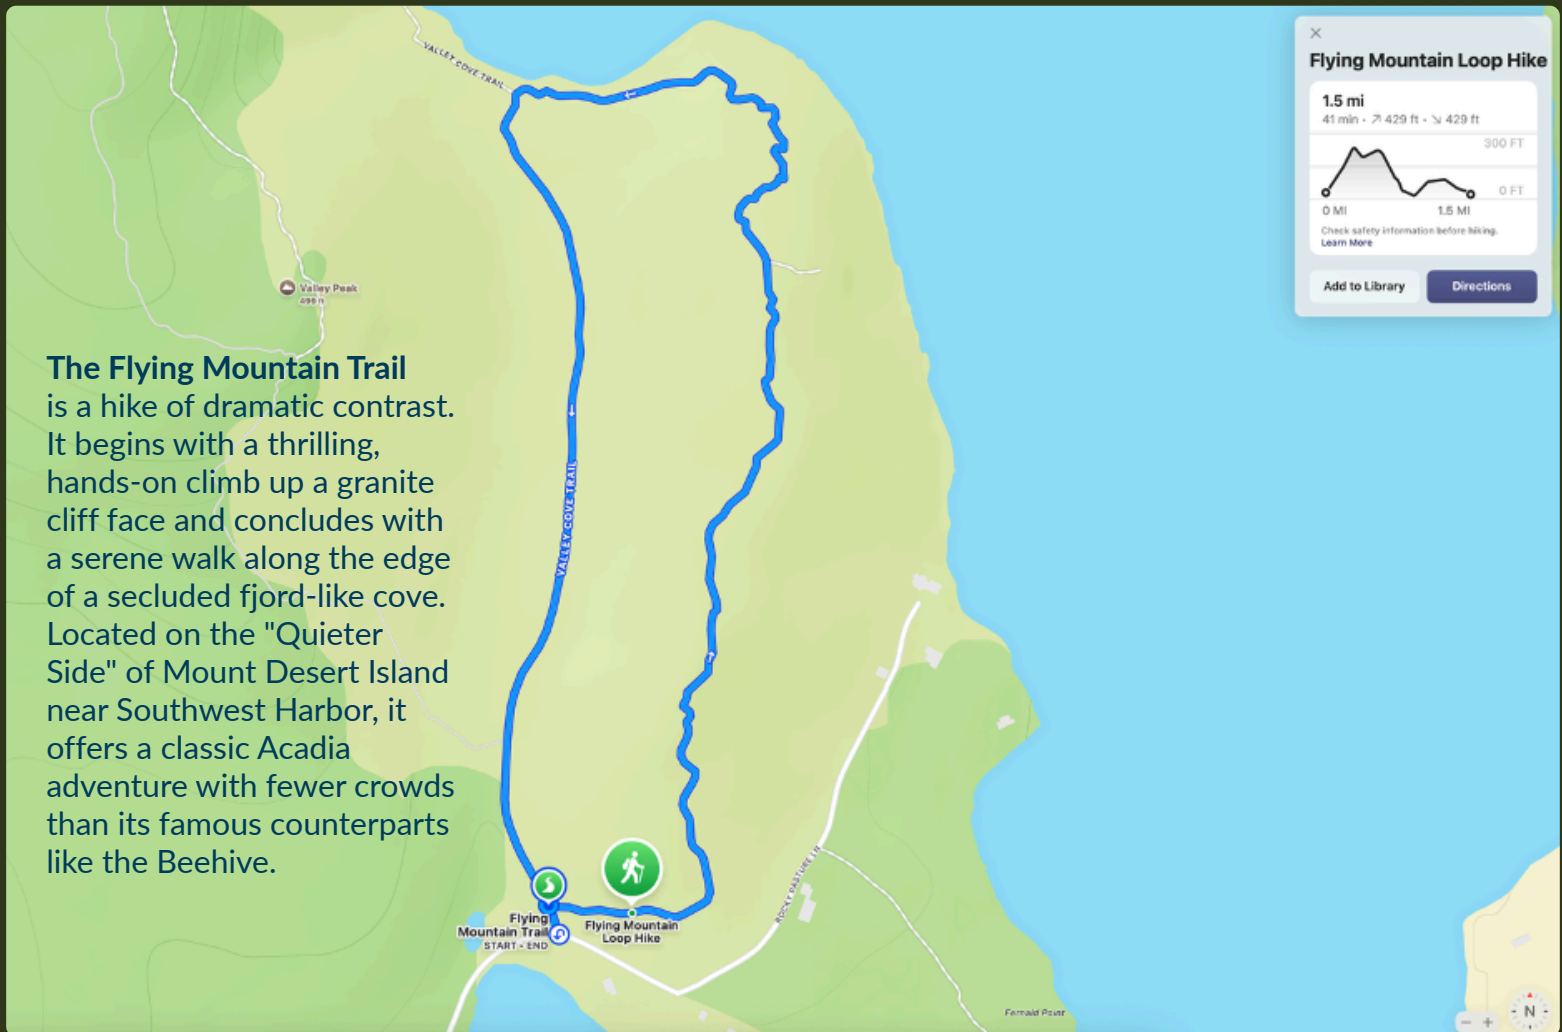 VALLEY COVE TRAIL
Flying Mountain Loop Hike
1.5 mi
41 min · ↗ 429 ft · ↘ 429 ft
300 FT
0 FT
0 MI
1.5 MI
Check safety information before hiking.
Learn More
Add to Library
Directions
Valley Peak
The Flying Mountain Trail
is a hike of dramatic contrast.
It begins with a thrilling,
hands-on climb up a granite
cliff face and concludes with
a serene walk along the edge
of a secluded fjord-like cove.
Located on the "Quieter
Side" of Mount Desert Island
near Southwest Harbor, it
offers a classic Acadia
adventure with fewer crowds
than its famous counterparts
like the Beehive.
VALLEY COVE TRAIL
ROCKY PASTURE LN
Flying
Mountain Trail
START - END
Flying Mountain
Loop Hike
Fernald Point
N